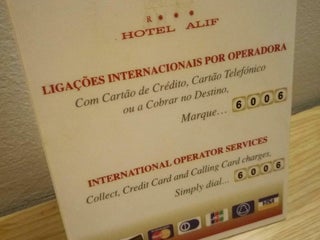 R
HOTEL ALIF
LIGAÇÕES INTERNACIONAIS POR OPERADORA
Com Cartão de Crédito, Cartão Telefónico
ou a Cobrar no Destino,
Marque... 6006
INTERNATIONAL OPERATOR SERVICES
Collect, Credit Card and Calling Card charges,
Simply dial... 6006
VISA